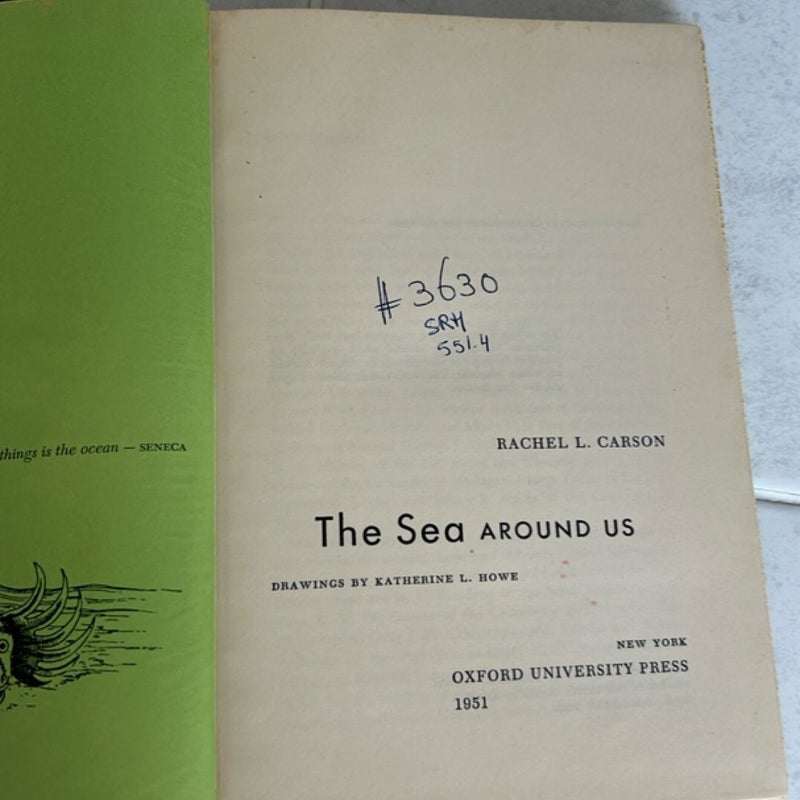 things is the ocean — SENECA
# 3630
SRH
551.4
RACHEL L. CARSON
The Sea AROUND US
DRAWINGS BY KATHERINE L. HOWE
NEW YORK
OXFORD UNIVERSITY PRESS
1951